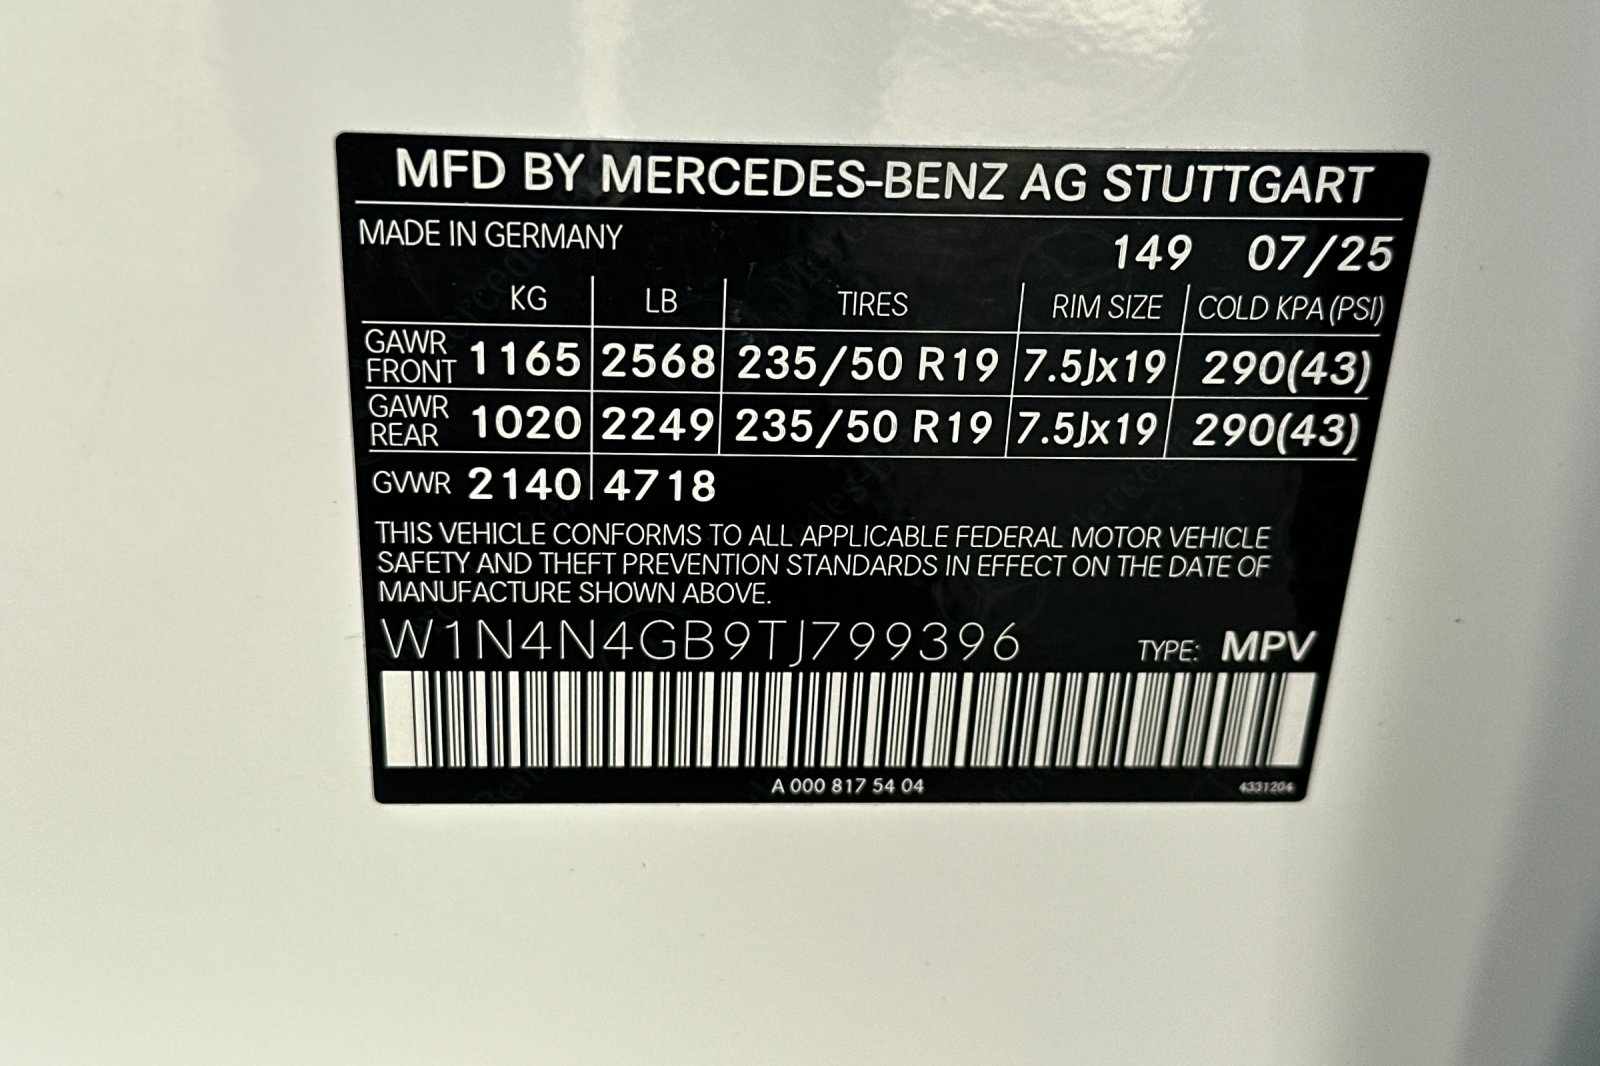 MFD BY MERCEDES-BENZ AG STUTTGART
MADE IN GERMANY 149 07/25
KG LB TIRES RIM SIZE COLD KPA (PSI)
GAWR FRONT 1165 2568 235/50 R19 7.5Jx19 290(43)
GAWR REAR 1020 2249 235/50 R19 7.5Jx19 290(43)
GVWR 2140 4718
THIS VEHICLE CONFORMS TO ALL APPLICABLE FEDERAL MOTOR VEHICLE
SAFETY AND THEFT PREVENTION STANDARDS IN EFFECT ON THE DATE OF
MANUFACTURE SHOWN ABOVE.
W1N4N4GB9TJ799396 TYPE: MPV
A 000 817 54 04 4331204